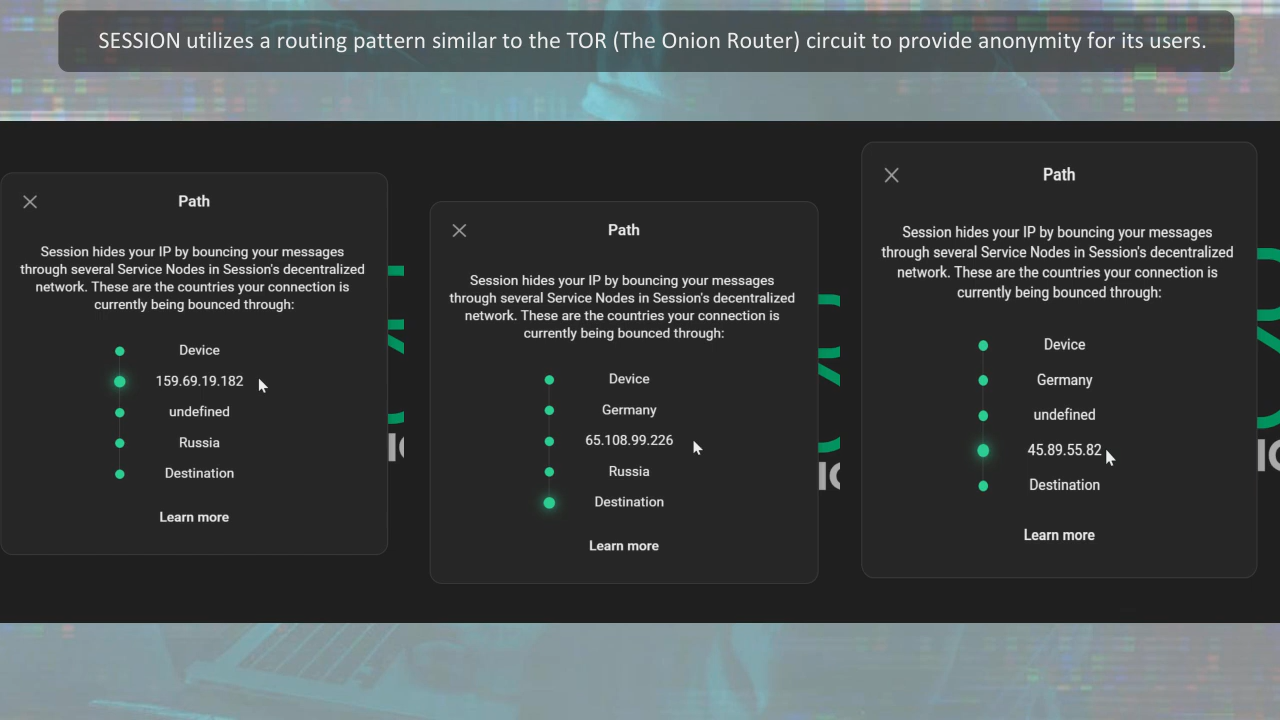 SESSION utilizes a routing pattern similar to the TOR (The Onion Router) circuit to provide anonymity for its users.
Path
Session hides your IP by bouncing your messages
through several Service Nodes in Session's decentralized
network. These are the countries your connection is
currently being bounced through:
Device
159.69.19.182
undefined
Russia
Destination
Learn more
Path
Session hides your IP by bouncing your messages
through several Service Nodes in Session's decentralized
network. These are the countries your connection is
currently being bounced through:
Device
Germany
65.108.99.226
Russia
Destination
Learn more
Path
Session hides your IP by bouncing your messages
through several Service Nodes in Session's decentralized
network. These are the countries your connection is
currently being bounced through:
Device
Germany
undefined
45.89.55.82
Destination
Learn more